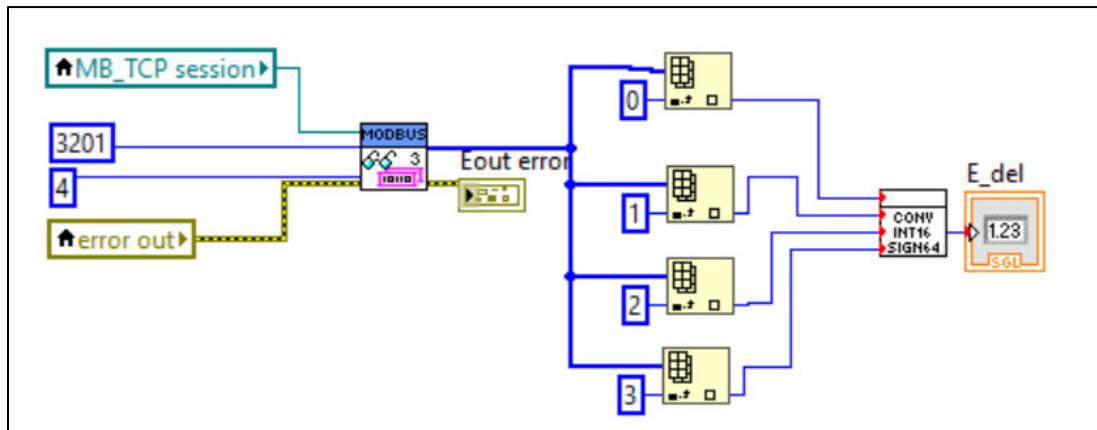 MB_TCP session
3201
4
error out
MODBUS
3
Eout error
0
1
2
3
CONV
INT16
SIGN64
E_del
1.23
SGL